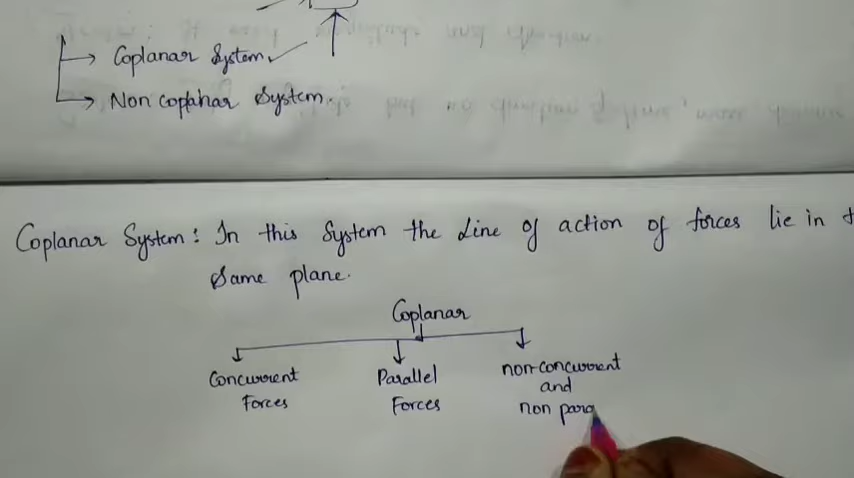 Coplanar System
Non coplanar System.
Coplanar System: In this System the Line of action of forces lie in
Same plane.
Coplanar
Concurrent Forces
Parallel Forces
non-concurrent and non para